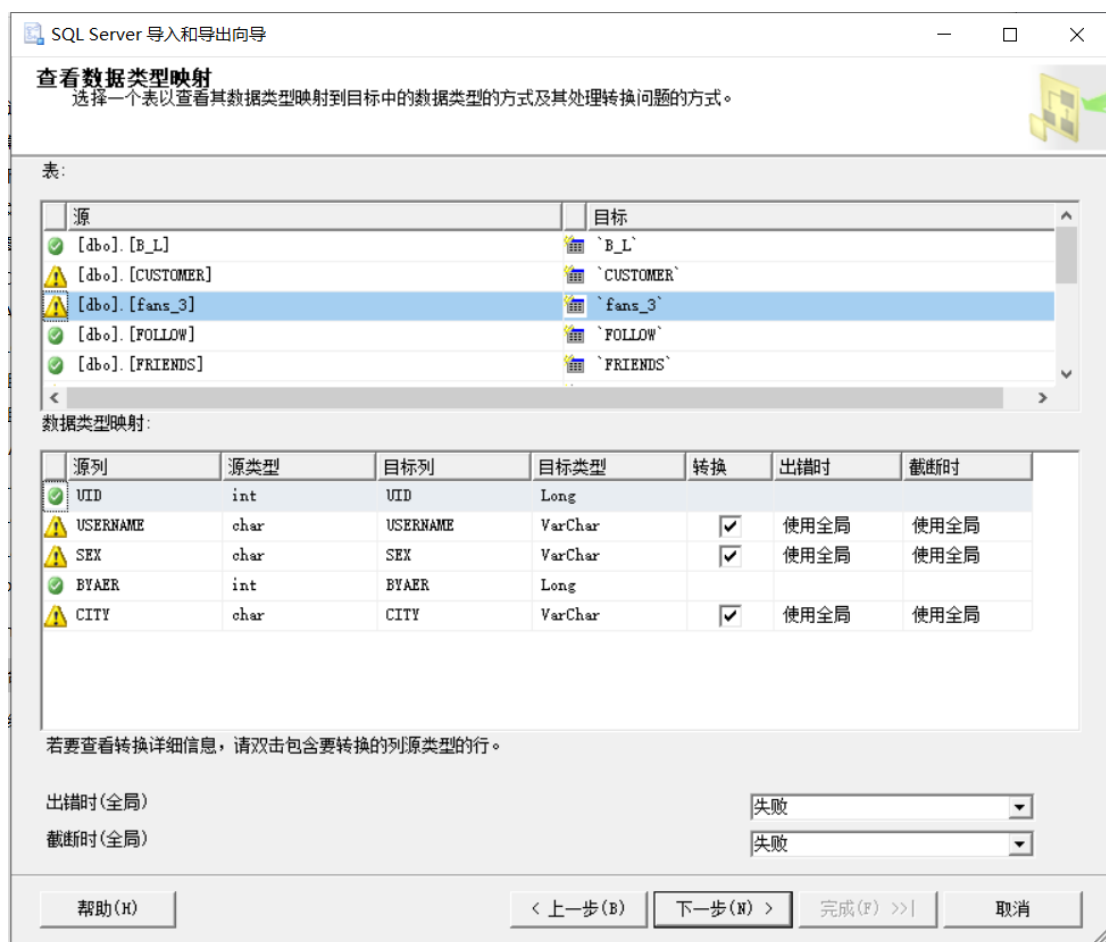 SQL Server 导入和导出向导
查看数据类型映射
选择一个表以查看其数据类型映射到目标中的数据类型的方式及其处理转换问题的方式。
表:
源 目标
[dbo].[B_L] `B_L`
[dbo].[CUSTOMER] `CUSTOMER`
[dbo].[fans_3] `fans_3`
[dbo].[FOLLOW] `FOLLOW`
[dbo].[FRIENDS] `FRIENDS`
数据类型映射:
源列 源类型 目标列 目标类型 转换 出错时 截断时
UID int UID Long
USERNAME char USERNAME VarChar 使用全局 使用全局
SEX char SEX VarChar 使用全局 使用全局
BYAER int BYAER Long
CITY char CITY VarChar 使用全局 使用全局
若要查看转换详细信息，请双击包含要转换的列源类型的行。
出错时(全局) 失败
截断时(全局) 失败
帮助(H) < 上一步(B) 下一步(N) > 完成(F) >>| 取消